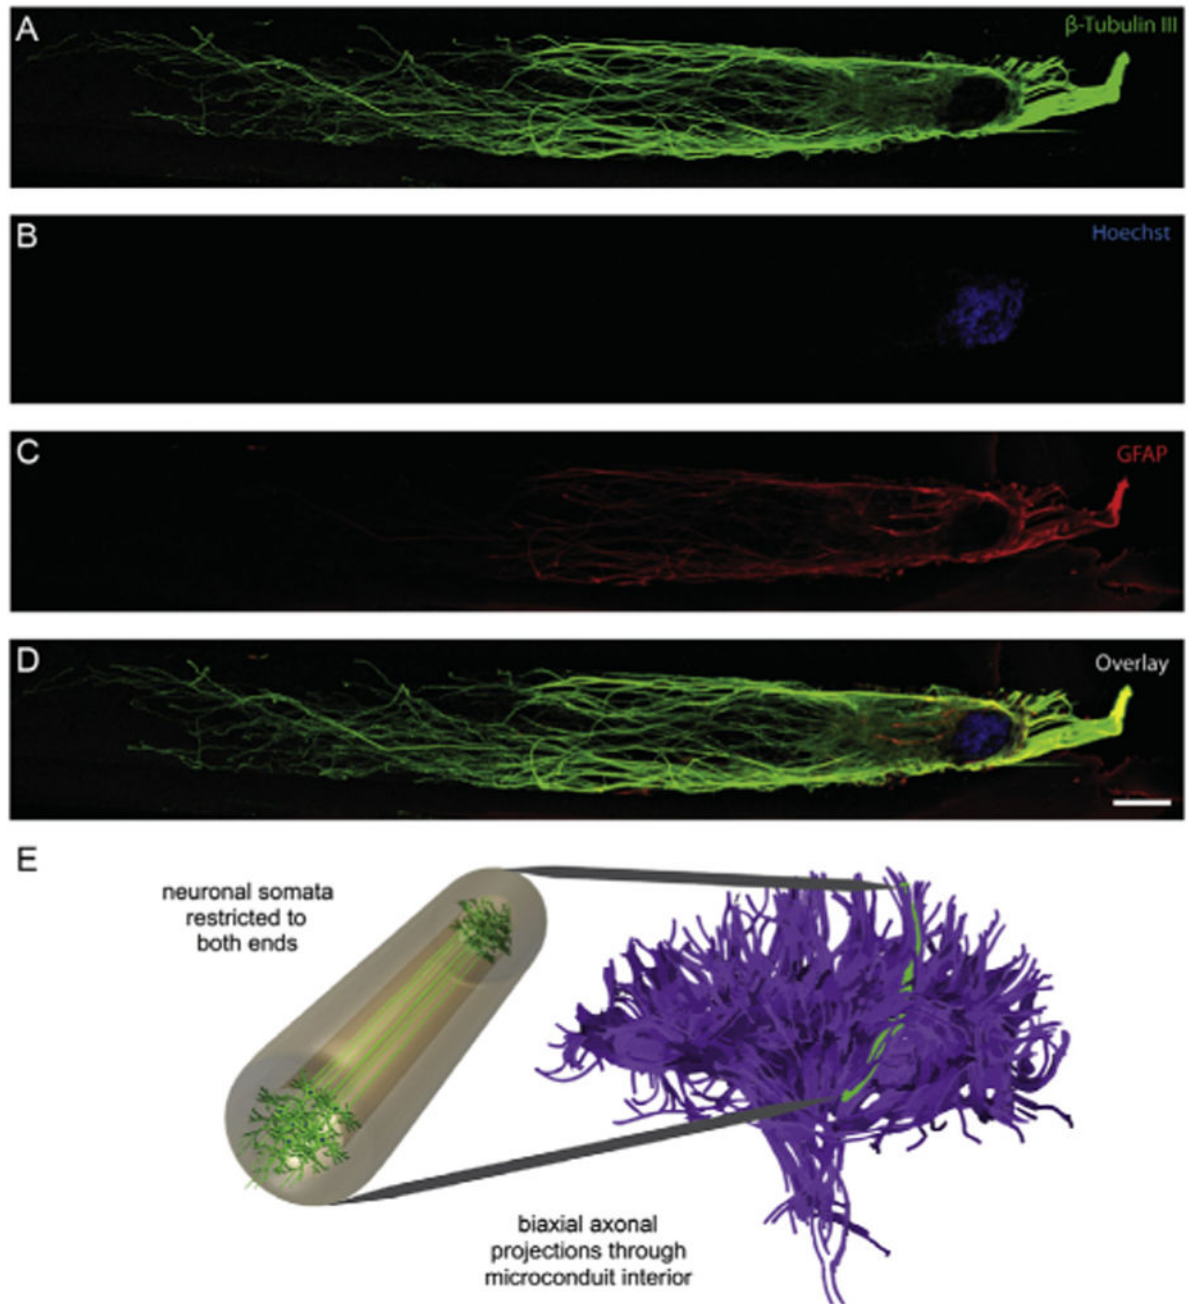 A
β-Tubulin III
B
Hoechst
C
GFAP
D
Overlay
E
neuronal somata
restricted to
both ends
biaxial axonal
projections through
microconduit interior